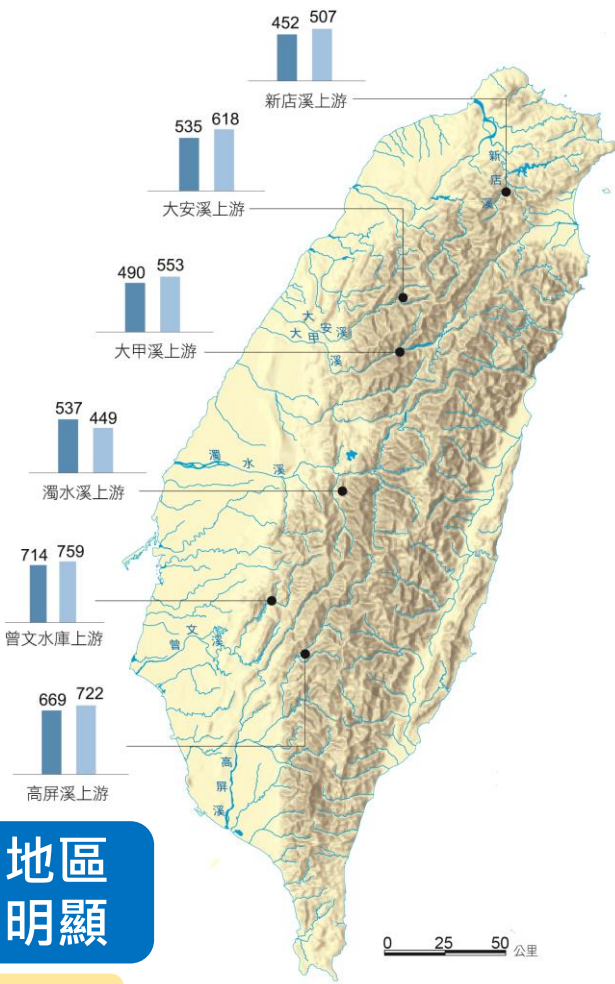 452 507
新店溪上游
535 618
大安溪上游
490 553
大甲溪上游
537 449
濁水溪上游
714 759
曾文水庫上游
669 722
高屏溪上游
新店溪
大安溪
大甲溪
濁水溪
曾文溪
高屏溪
地區
明顯
0 25 50 公里